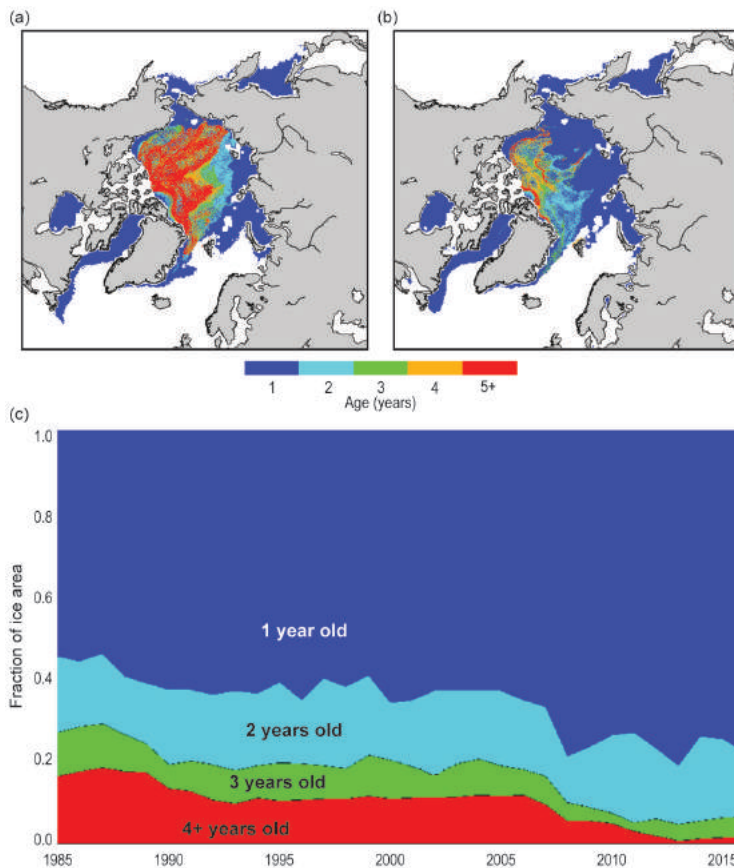 (a)
(b)
1 2 3 4 5+
Age (years)
(c)
1.0
0.8
0.6
0.4
0.2
0.0
Fraction of ice area
1 year old
2 years old
3 years old
4+ years old
1985 1990 1995 2000 2005 2010 2015